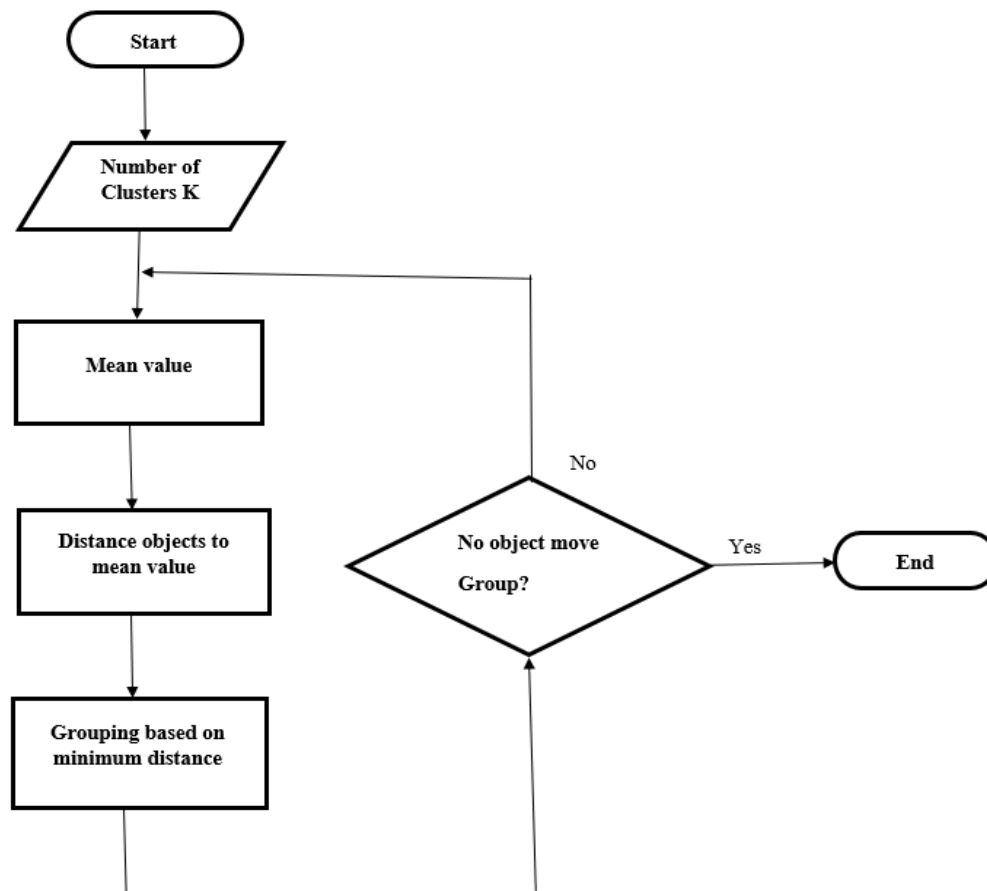 Start
Number of
Clusters K
Mean value
Distance objects to
mean value
Grouping based on
minimum distance
No
No object move
Group?
Yes
End